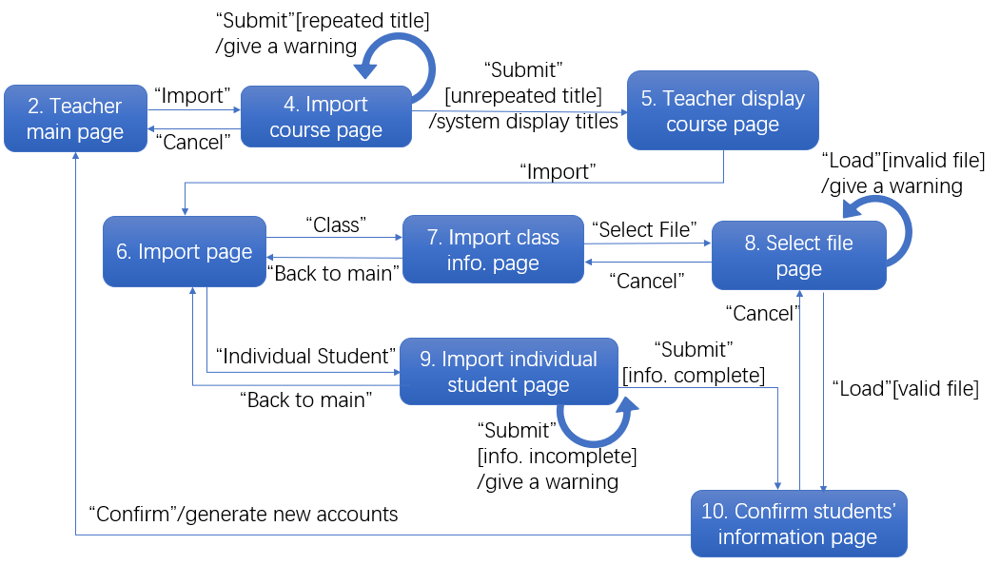 “Submit”[repeated title]
/give a warning
“Submit”
[unrepeated title]
/system display titles
2. Teacher
main page
“Import”
“Cancel”
4. Import
course page
5. Teacher display
course page
“Import”
“Load”[invalid file]
/give a warning
6. Import page
“Class”
“Back to main”
7. Import class
info. page
“Select File”
“Cancel”
8. Select file
page
“Cancel”
“Individual Student”
“Back to main”
9. Import individual
student page
“Submit”
[info. complete]
“Load”[valid file]
“Submit”
[info. incomplete]
/give a warning
“Confirm”/generate new accounts
10. Confirm students’
information page